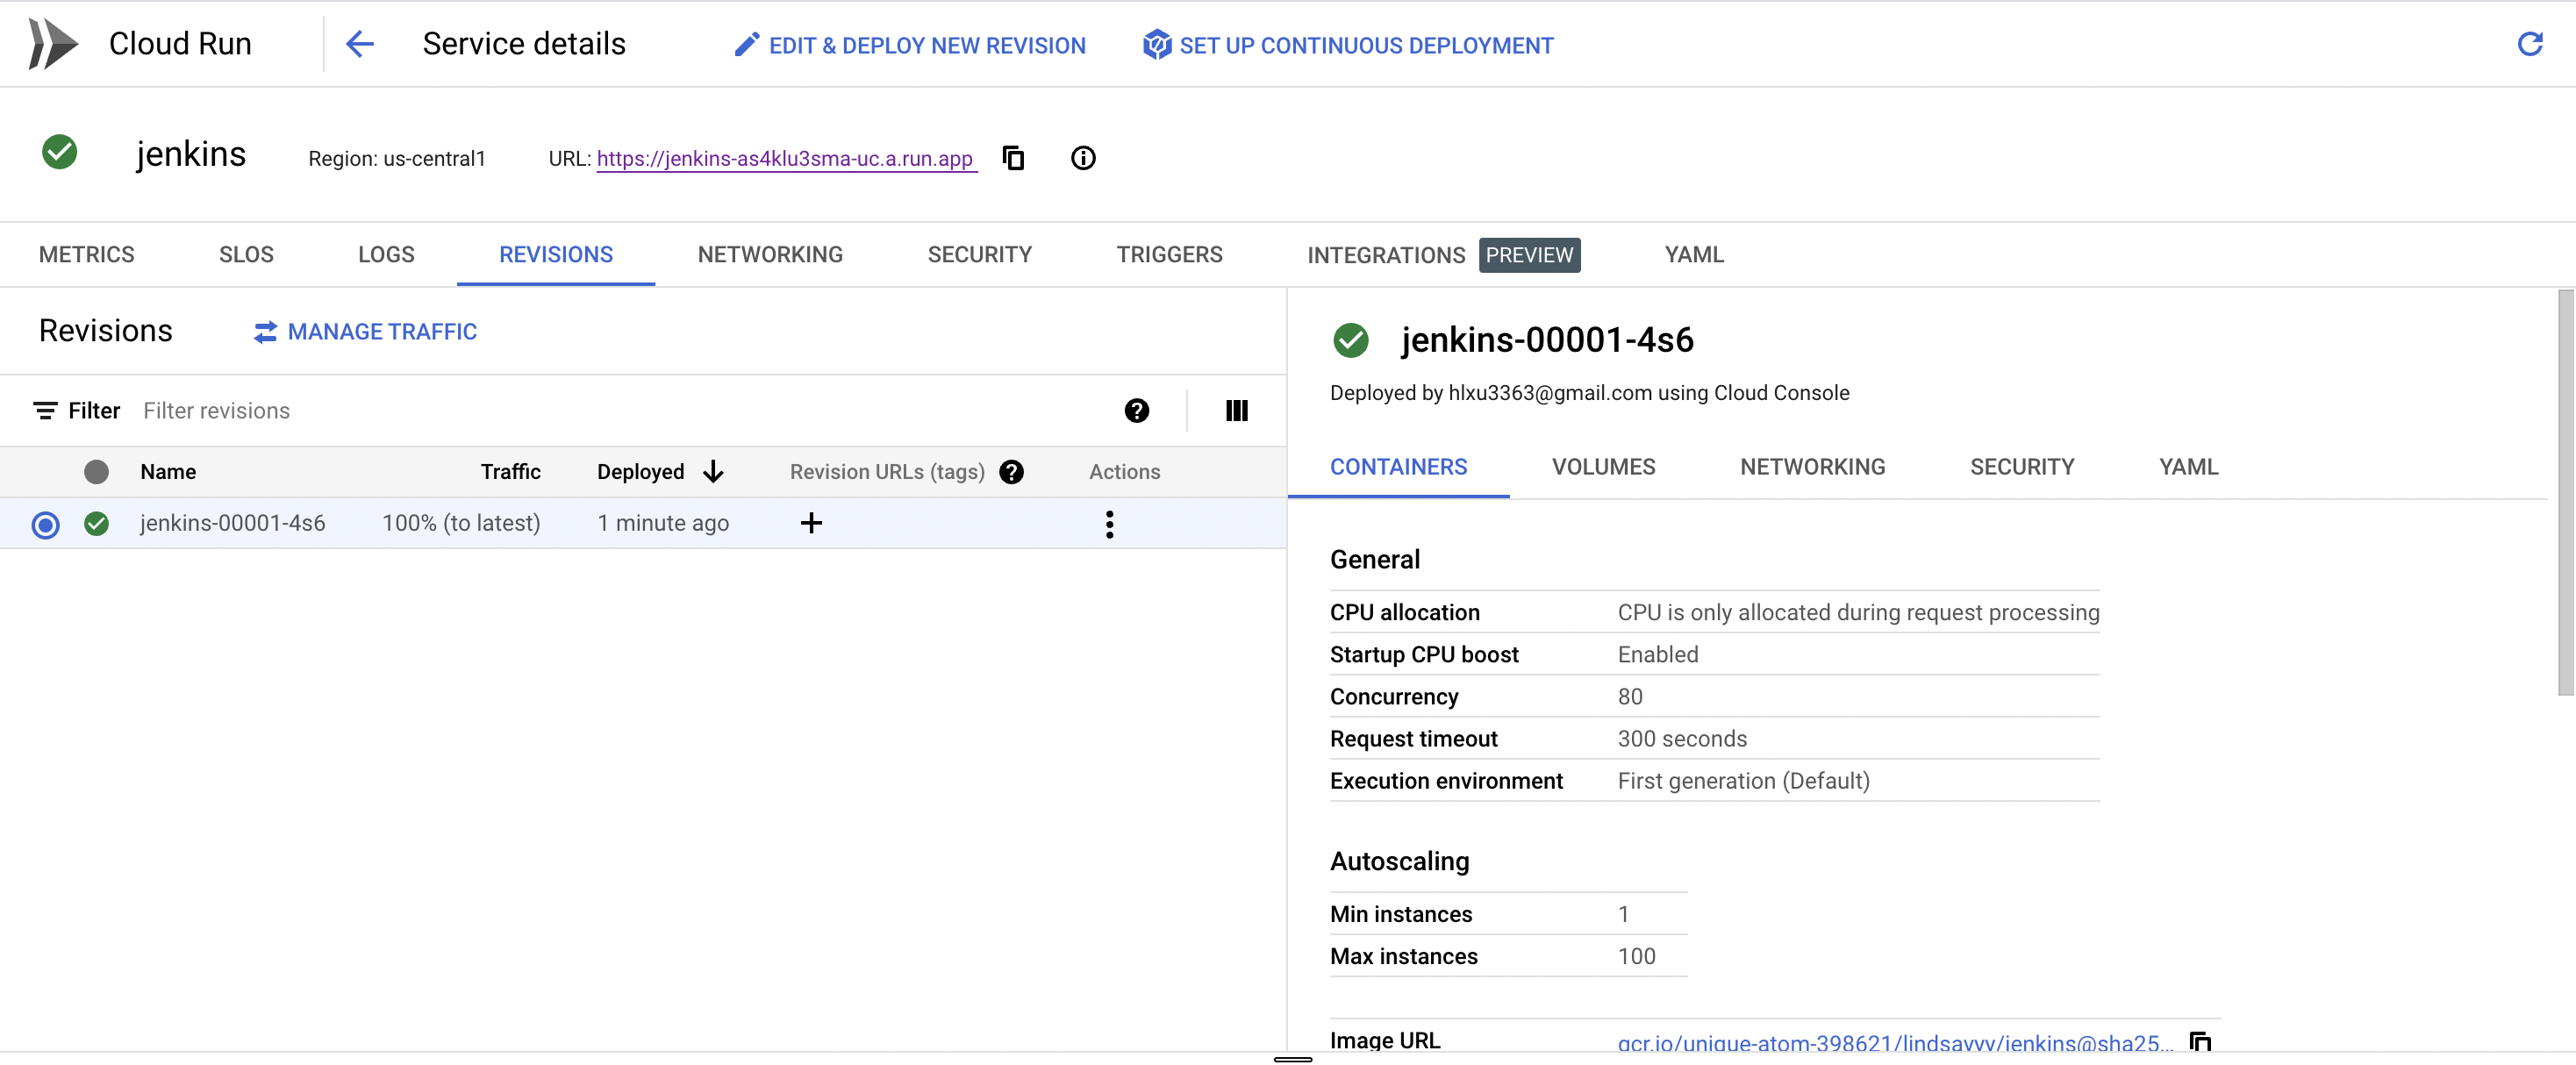 Cloud Run
Service details
EDIT & DEPLOY NEW REVISION
SET UP CONTINUOUS DEPLOYMENT
jenkins
Region: us-central1
URL: https://jenkins-as4klu3sma-uc.a.run.app
METRICS
SLOS
LOGS
REVISIONS
NETWORKING
SECURITY
TRIGGERS
INTEGRATIONS PREVIEW
YAML
Revisions
MANAGE TRAFFIC
Filter Filter revisions
Name Traffic Deployed Revision URLs (tags) Actions
jenkins-00001-4s6 100% (to latest) 1 minute ago
jenkins-00001-4s6
Deployed by hlxu3363@gmail.com using Cloud Console
CONTAINERS
VOLUMES
NETWORKING
SECURITY
YAML
General
CPU allocation CPU is only allocated during request processing
Startup CPU boost Enabled
Concurrency 80
Request timeout 300 seconds
Execution environment First generation (Default)
Autoscaling
Min instances 1
Max instances 100
Image URL gcr.io/unique-atom-398621/lindsayyy/jenkins@sha25...